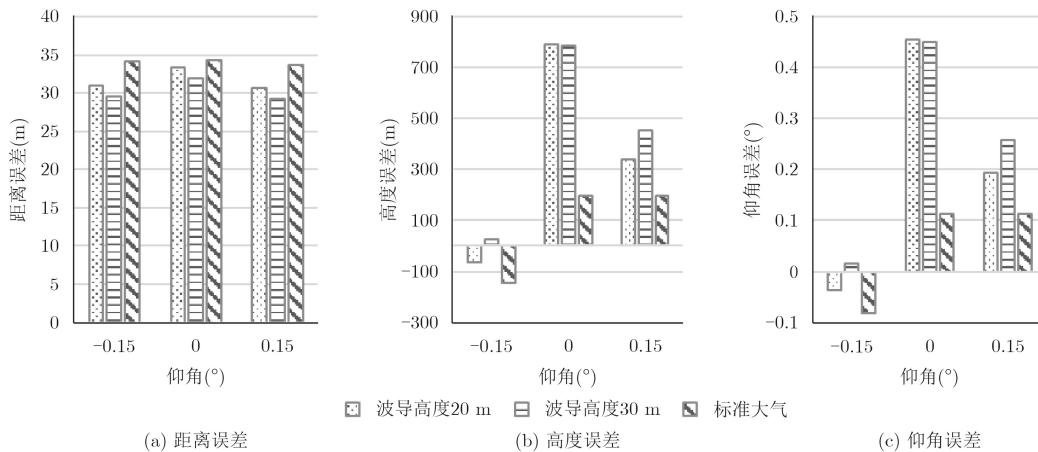 40
35
30
25
20
15
10
5
0
距离误差(m)
−0.15 0 0.15
仰角(°)
900
700
500
300
100
−100
−300
高度误差(m)
−0.15 0 0.15
仰角(°)
0.5
0.4
0.3
0.2
0.1
0
−0.1
仰角误差(°)
−0.15 0 0.15
仰角(°)
波导高度20 m 波导高度30 m 标准大气
(a) 距离误差
(b) 高度误差
(c) 仰角误差